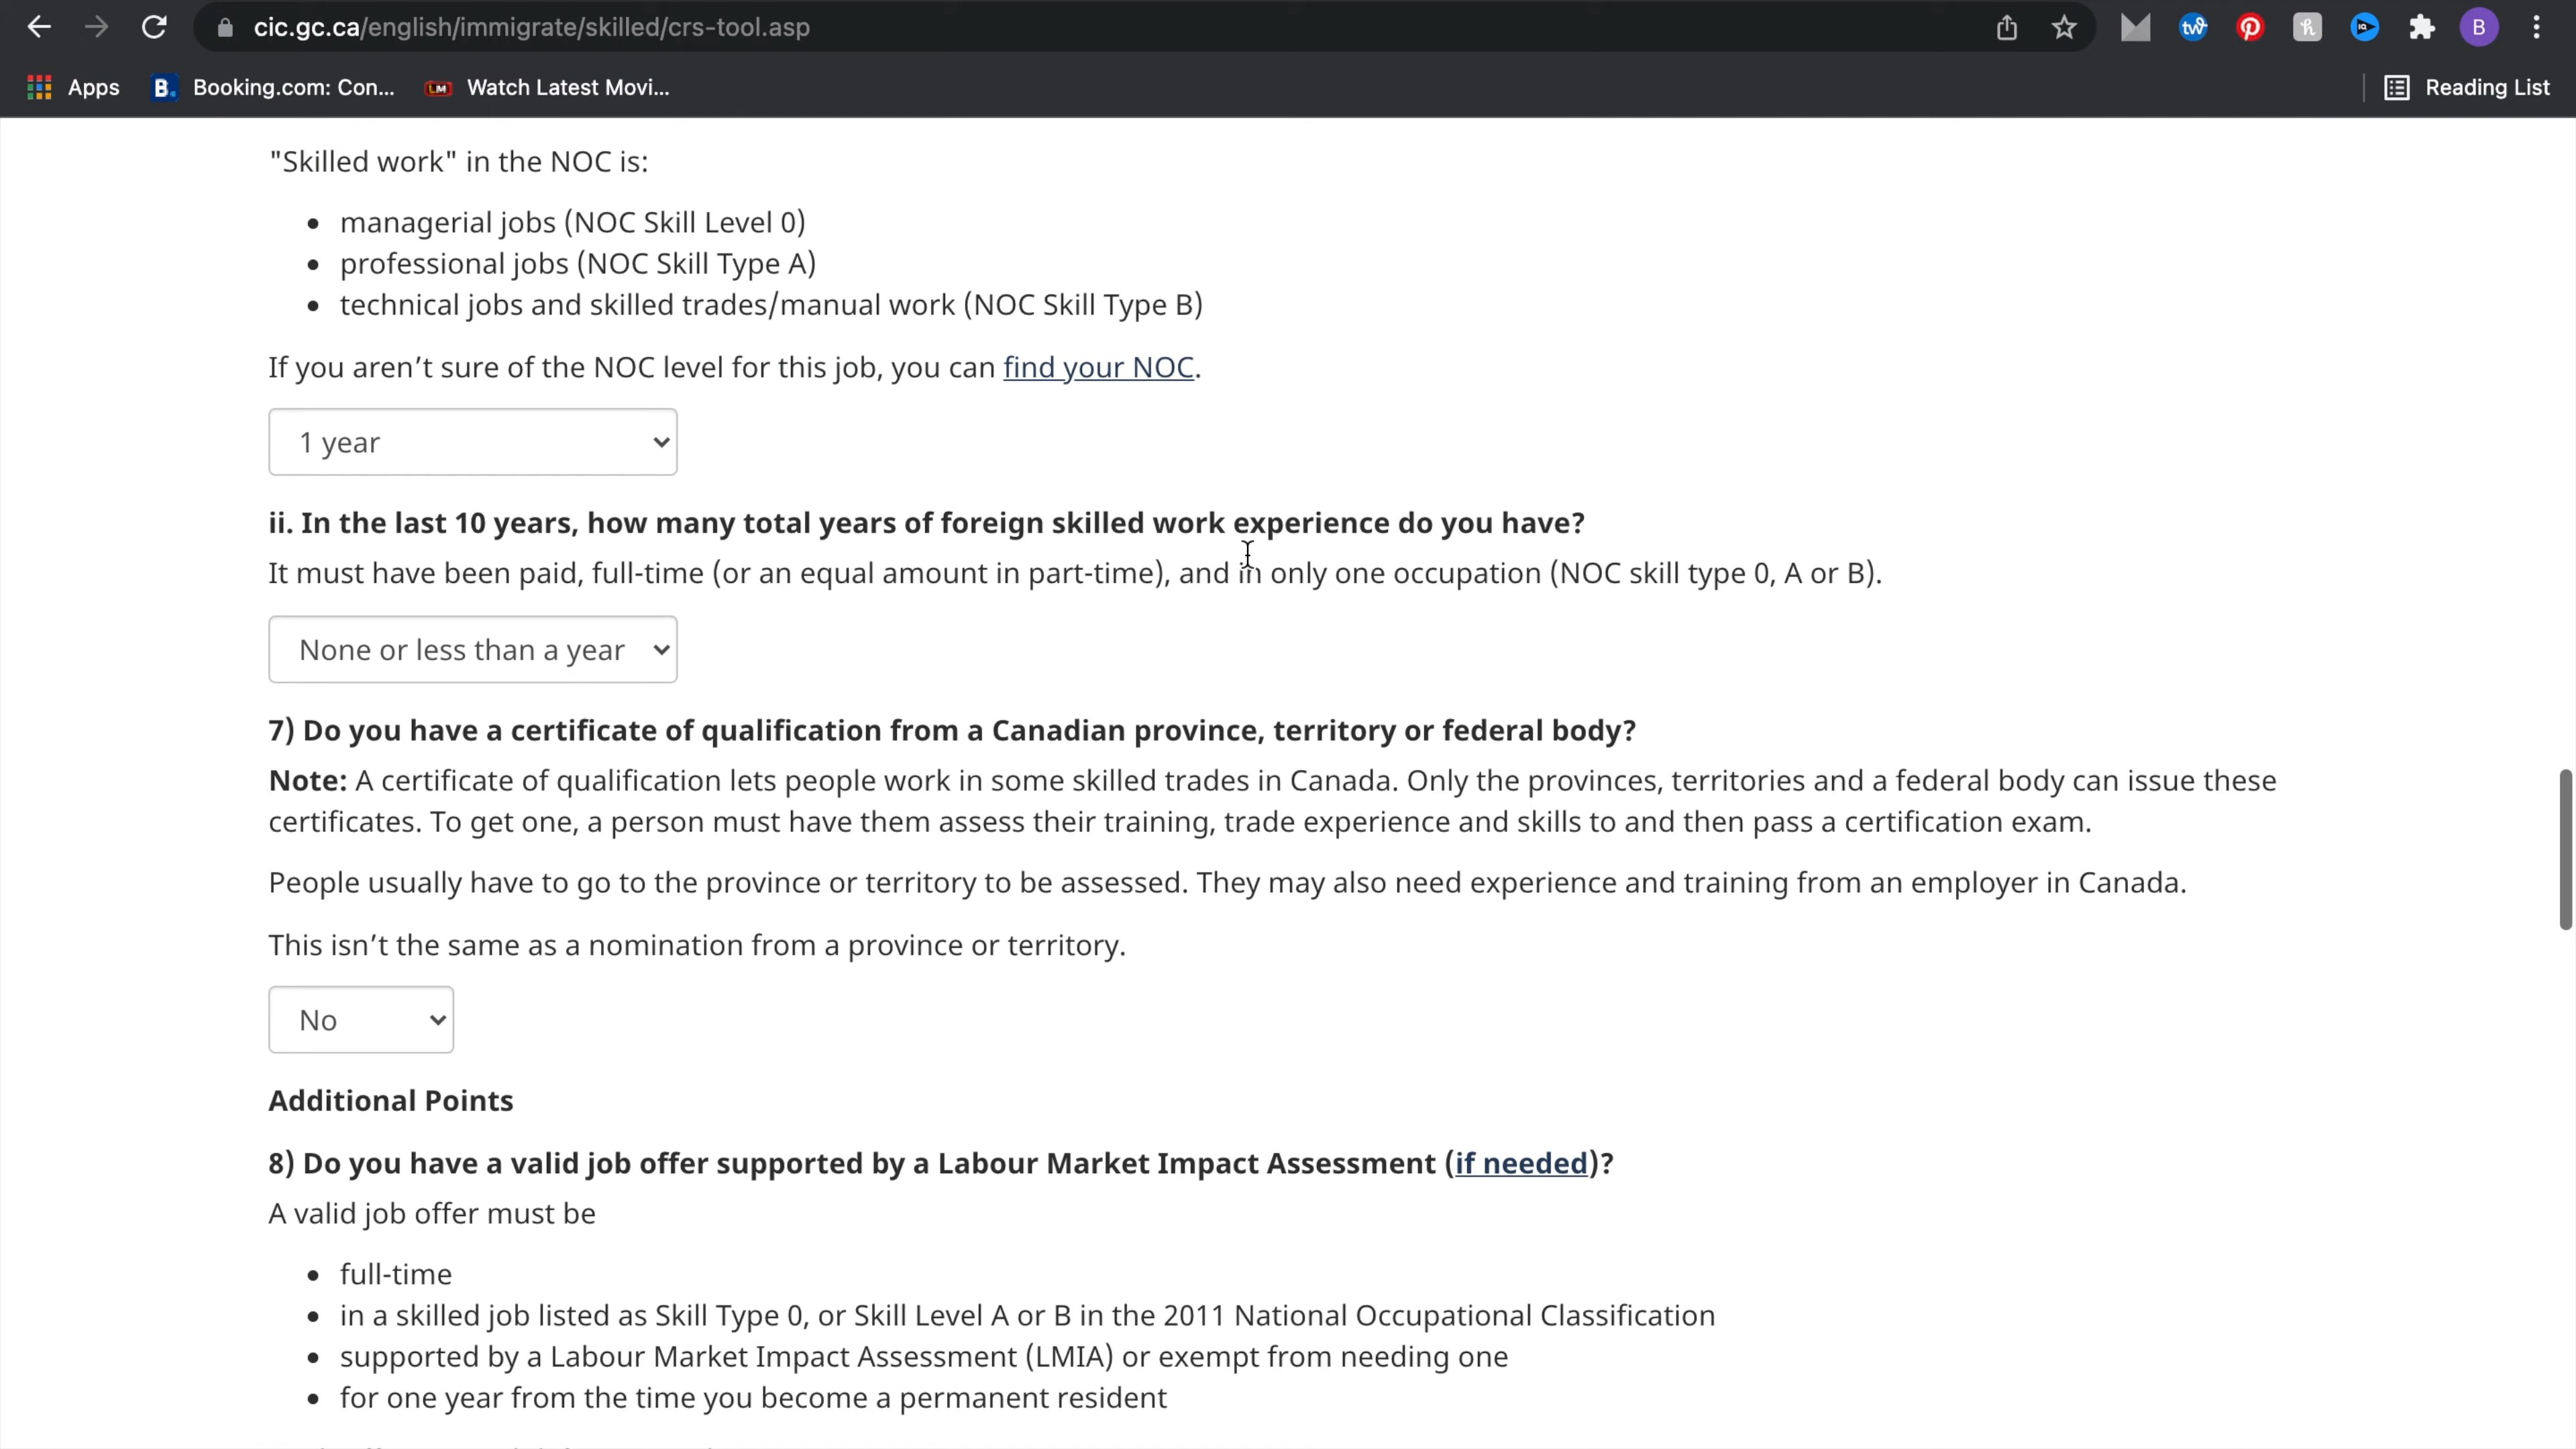 cic.gc.ca/english/immigrate/skilled/crs-tool.asp
B
Apps
B.
Booking.com: Con...
LM
Watch Latest Movi...
Reading List
"Skilled work" in the NOC is:
managerial jobs (NOC Skill Level 0)
professional jobs (NOC Skill Type A)
technical jobs and skilled trades/manual work (NOC Skill Type B)
If you aren’t sure of the NOC level for this job, you can find your NOC.
1 year
ii. In the last 10 years, how many total years of foreign skilled work experience do you have?
It must have been paid, full-time (or an equal amount in part-time), and in only one occupation (NOC skill type 0, A or B).
None or less than a year
7) Do you have a certificate of qualification from a Canadian province, territory or federal body?
Note: A certificate of qualification lets people work in some skilled trades in Canada. Only the provinces, territories and a federal body can issue these
certificates. To get one, a person must have them assess their training, trade experience and skills to and then pass a certification exam.
People usually have to go to the province or territory to be assessed. They may also need experience and training from an employer in Canada.
This isn’t the same as a nomination from a province or territory.
No
Additional Points
8) Do you have a valid job offer supported by a Labour Market Impact Assessment (if needed)?
A valid job offer must be
full-time
in a skilled job listed as Skill Type 0, or Skill Level A or B in the 2011 National Occupational Classification
supported by a Labour Market Impact Assessment (LMIA) or exempt from needing one
for one year from the time you become a permanent resident